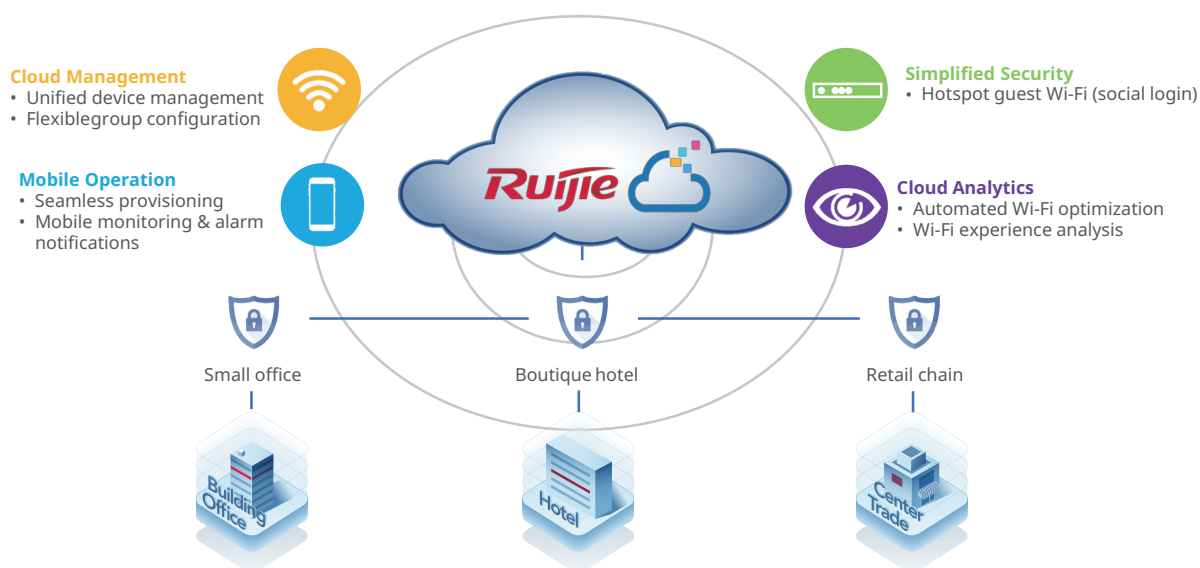 Cloud Management
• Unified device management
• Flexiblegroup configuration
Mobile Operation
• Seamless provisioning
• Mobile monitoring & alarm
notifications
Ruijie
Simplified Security
• Hotspot guest Wi-Fi (social login)
Cloud Analytics
• Automated Wi-Fi optimization
• Wi-Fi experience analysis
Small office
Boutique hotel
Retail chain
Building
Office
Hotel
Center
Trade